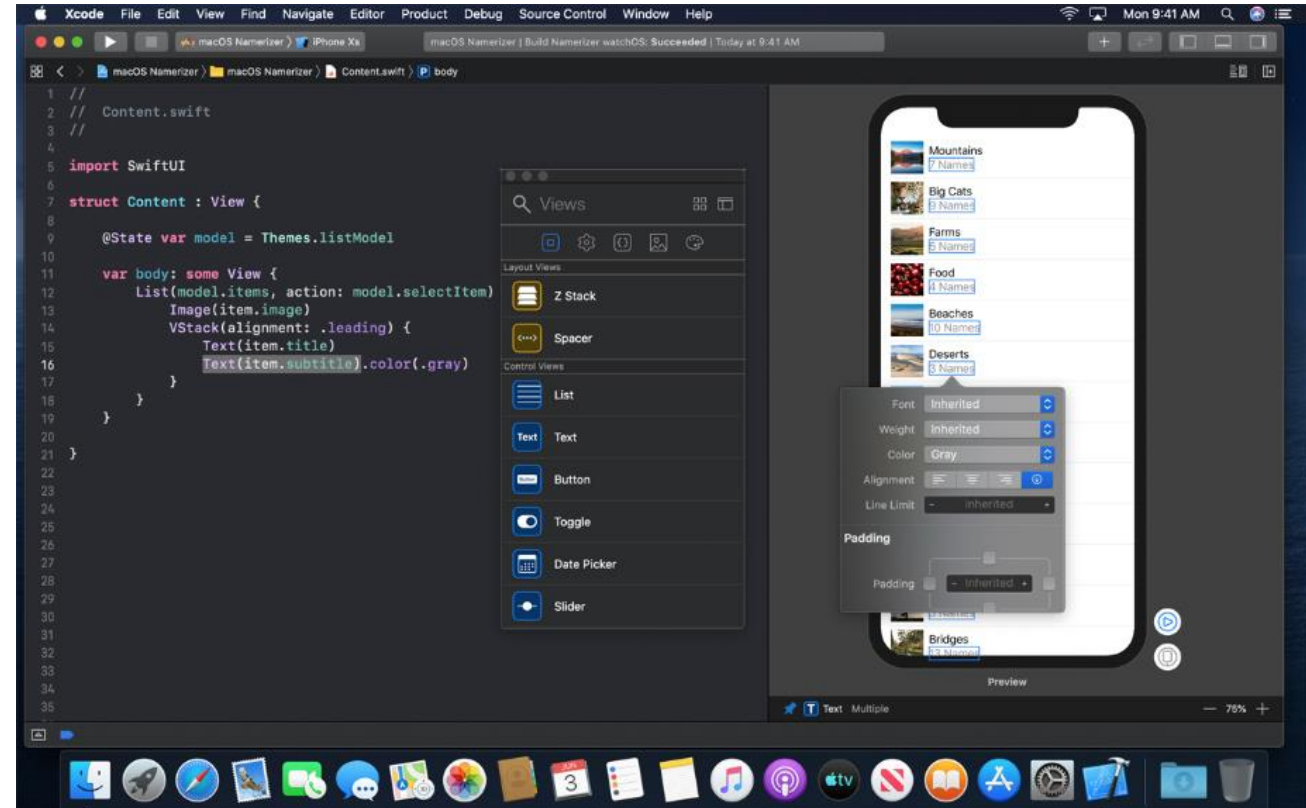 Xcode File Edit View Find Navigate Editor Product Debug Source Control Window Help Mon 9:41 AM
macOS Namerizer 〉 iPhone Xs macOS Namerizer | Build Namerizer watchOS: Succeeded | Today at 9:41 AM
macOS Namerizer 〉 macOS Namerizer 〉 Content.swift 〉 P body
1 //
2 // Content.swift
3 //
4
5 import SwiftUI
6
7 struct Content : View {
8
9 @State var model = Themes.listModel
10
11 var body: some View {
12 List(model.items, action: model.selectItem)
13 Image(item.image)
14 VStack(alignment: .leading) {
15 Text(item.title)
16 Text(item.subtitle).color(.gray)
17 }
18 }
19 }
20
21 }
22
23
24
25
26
27
28
29
30
31
32
33
34
35
Views
Layout Views
Z Stack
Spacer
Control Views
List
Text Text
Button
Toggle
Date Picker
Slider
Mountains
7 Names
Big Cats
9 Names
Farms
5 Names
Food
4 Names
Beaches
10 Names
Deserts
3 Names
Font Inherited
Weight Inherited
Color Gray
Alignment
Line Limit - Inherited +
Padding
Padding - Inherited +
Bridges
13 Names
Preview
T Text Multiple
— 75% +
JUN
3
tv